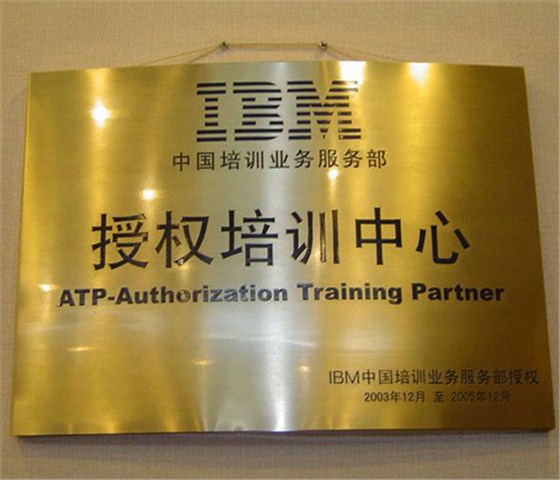 IBM
中国培训业务服务部
授权培训中心
ATP-Authorization Training Partner
IBM中国培训业务服务部授权
2003年12月 至 2005年12月